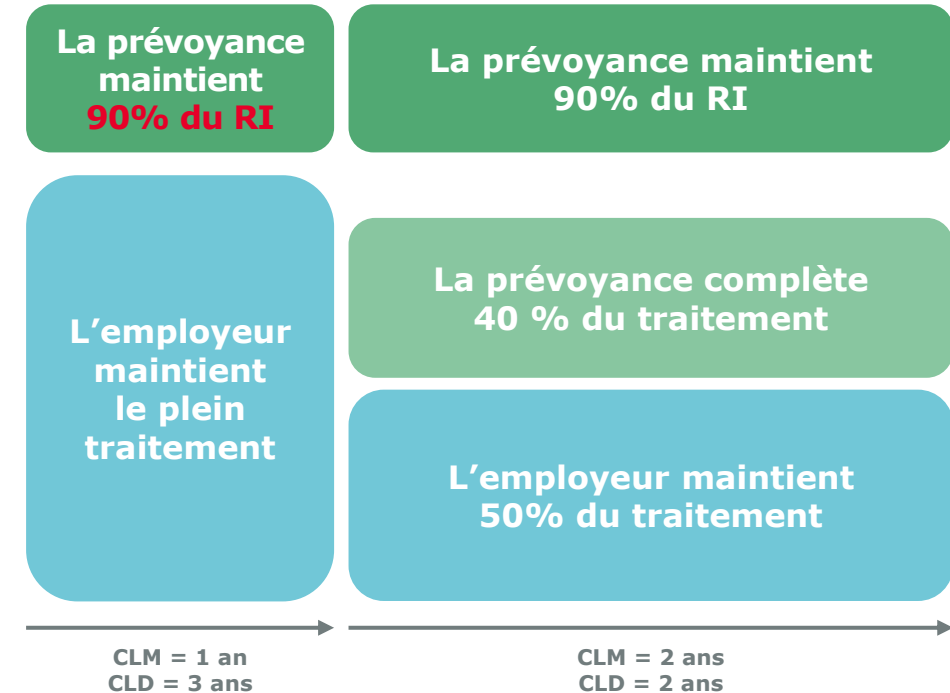 La prévoyance
maintient
90% du RI
La prévoyance maintient
90% du RI
L’employeur
maintient
le plein
traitement
La prévoyance complète
40 % du traitement
L’employeur maintient
50% du traitement
CLM = 1 an
CLD = 3 ans
CLM = 2 ans
CLD = 2 ans